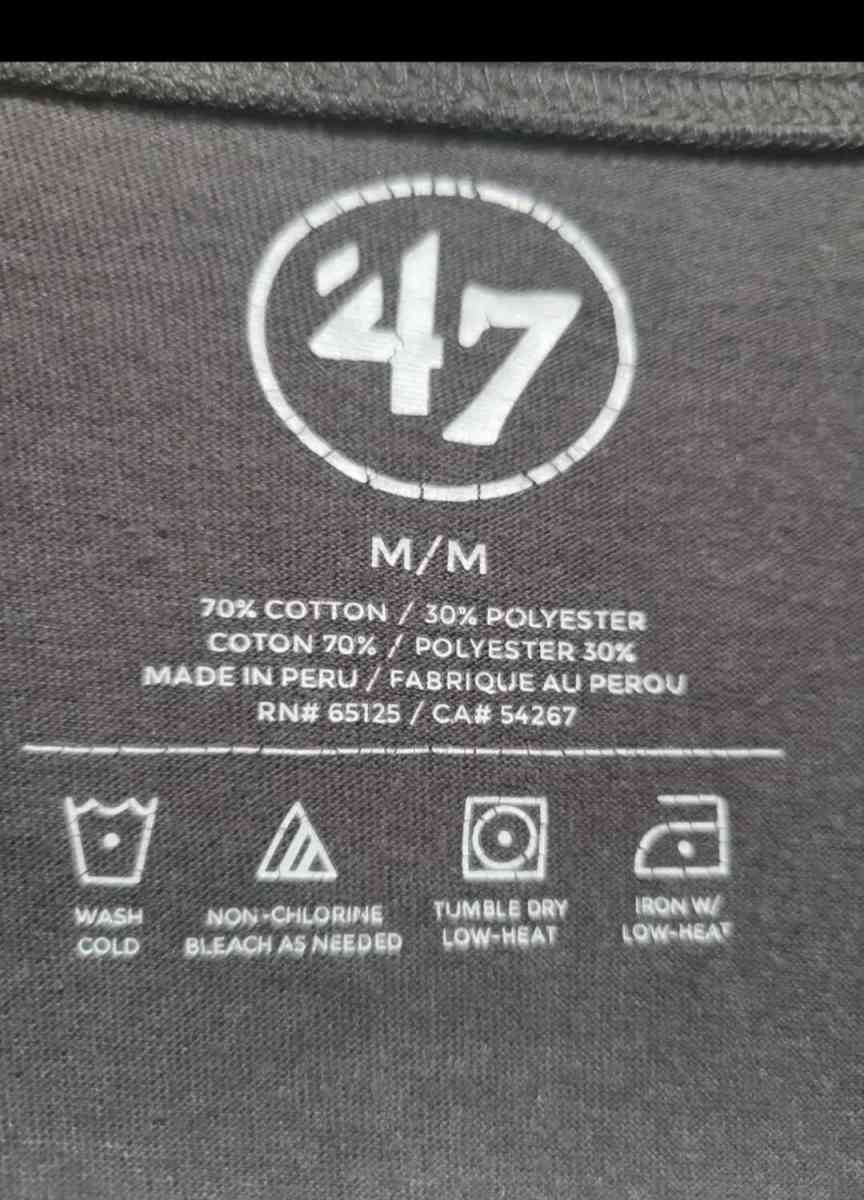 '47
M/M
70% COTTON / 30% POLYESTER
COTON 70% / POLYESTER 30%
MADE IN PERU / FABRIQUE AU PEROU
RN# 65125 / CA# 54267
WASH COLD
NON-CHLORINE BLEACH AS NEEDED
TUMBLE DRY LOW-HEAT
IRON W/ LOW-HEAT